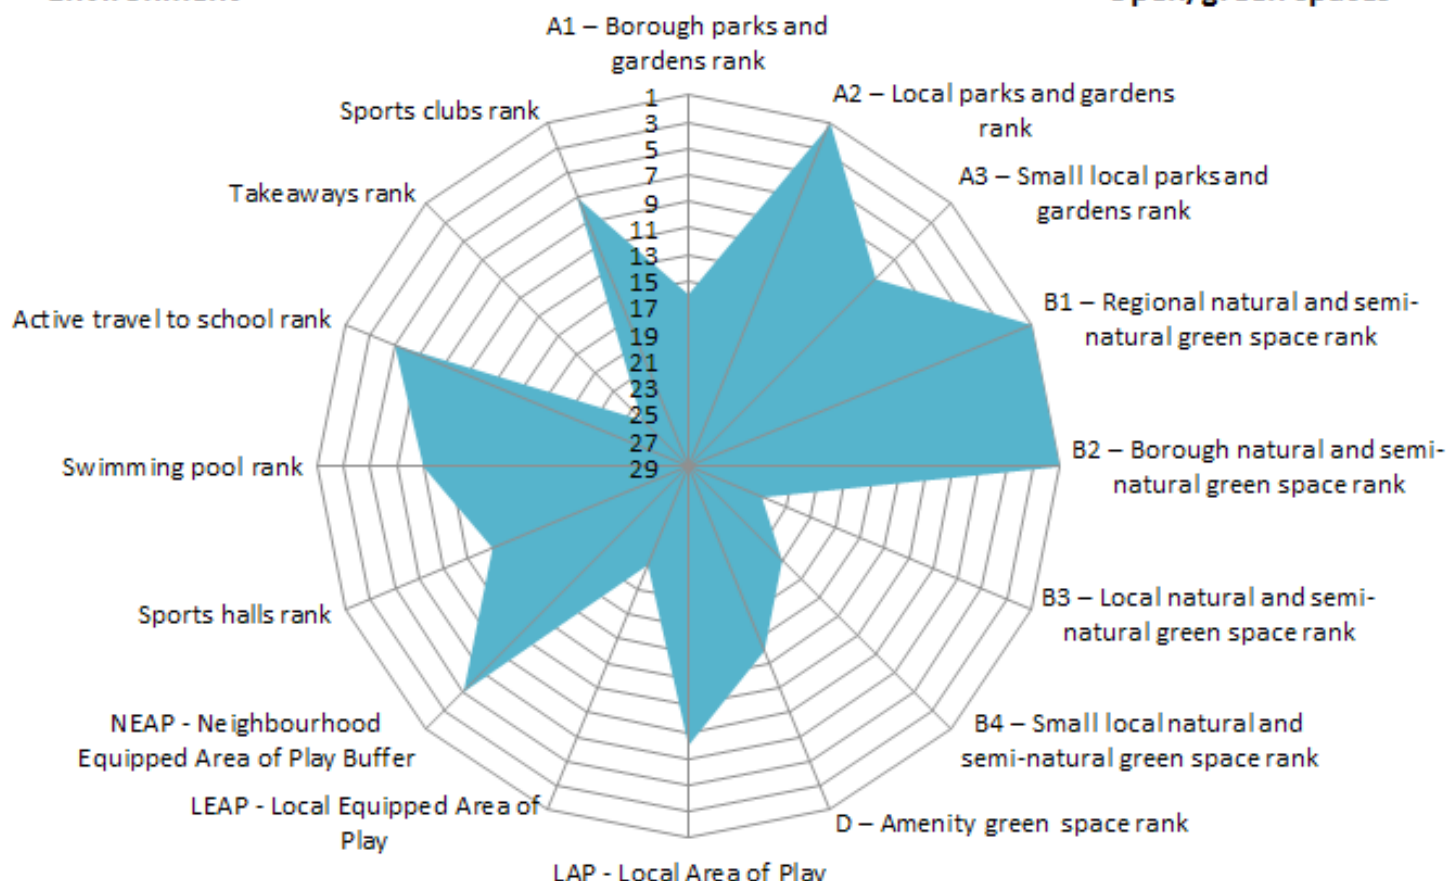 A1 – Borough parks and
gardens rank
A2 – Local parks and gardens
rank
A3 – Small local parks and
gardens rank
B1 – Regional natural and semi-
natural green space rank
B2 – Borough natural and semi-
natural green space rank
B3 – Local natural and semi-
natural green space rank
B4 – Small local natural and
semi-natural green space rank
D – Amenity green space rank
LAP - Local Area of Play
LEAP - Local Equipped Area of
Play
NEAP - Neighbourhood
Equipped Area of Play Buffer
Sports halls rank
Swimming pool rank
Active travel to school rank
Takeaways rank
Sports clubs rank
1
3
5
7
9
11
13
15
17
19
21
23
25
27
29